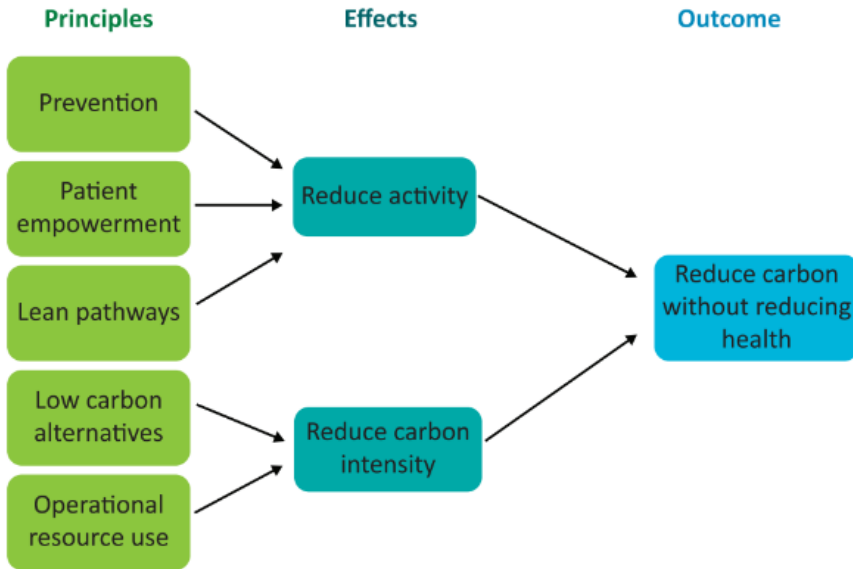 Principles
Effects
Outcome
Prevention
Patient
empowerment
Lean pathways
Low carbon
alternatives
Operational
resource use
Reduce activity
Reduce carbon
intensity
Reduce carbon
without reducing
health